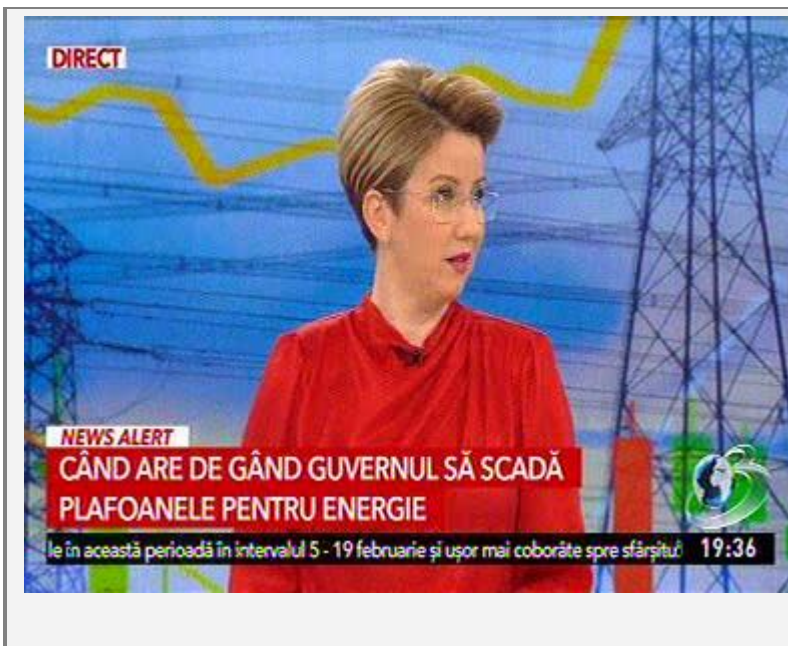 DIRECT
NEWS ALERT
CÂND ARE DE GÂND GUVERNUL SĂ SCADĂ
PLAFOANELE PENTRU ENERGIE
le în această perioadă în intervalul 5 - 19 februarie și ușor mai coborâte spre sfârșitul
19:36